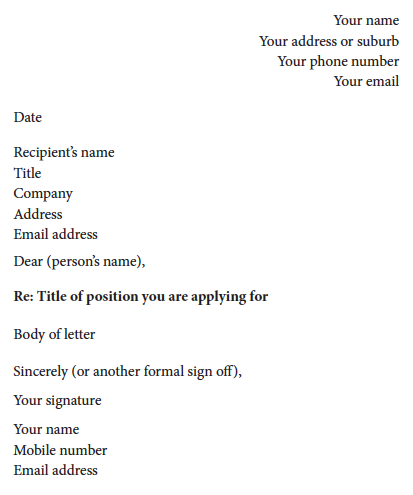 Your name
Your address or suburb
Your phone number
Your email
Date
Recipient’s name
Title
Company
Address
Email address
Dear (person’s name),
Re: Title of position you are applying for
Body of letter
Sincerely (or another formal sign off),
Your signature
Your name
Mobile number
Email address